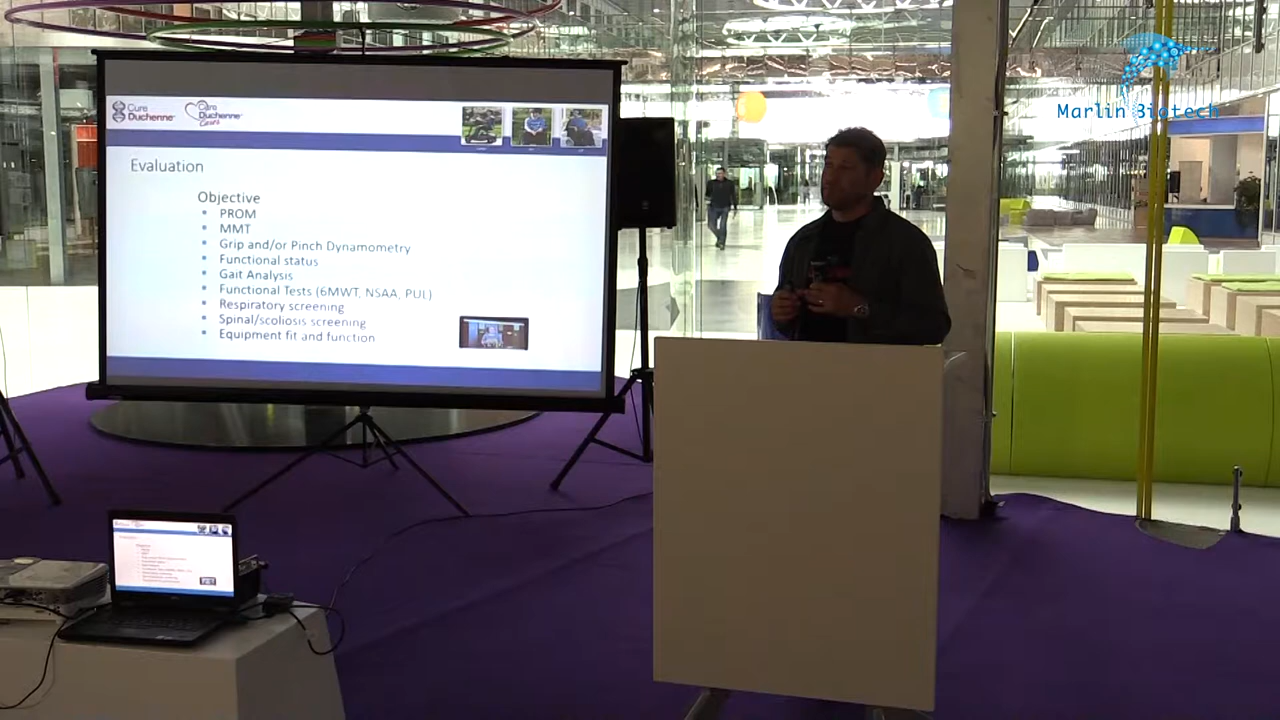 Cure
Duchenne
Care
Duchenne
Cares
Marlin Biotech
Evaluation
Objective
PROM
MMT
Grip and/or Pinch Dynamometry
Functional status
Gait Analysis
Functional Tests (6MWT, NSAA, PUL)
Respiratory screening
Spinal/scoliosis screening
Equipment fit and function